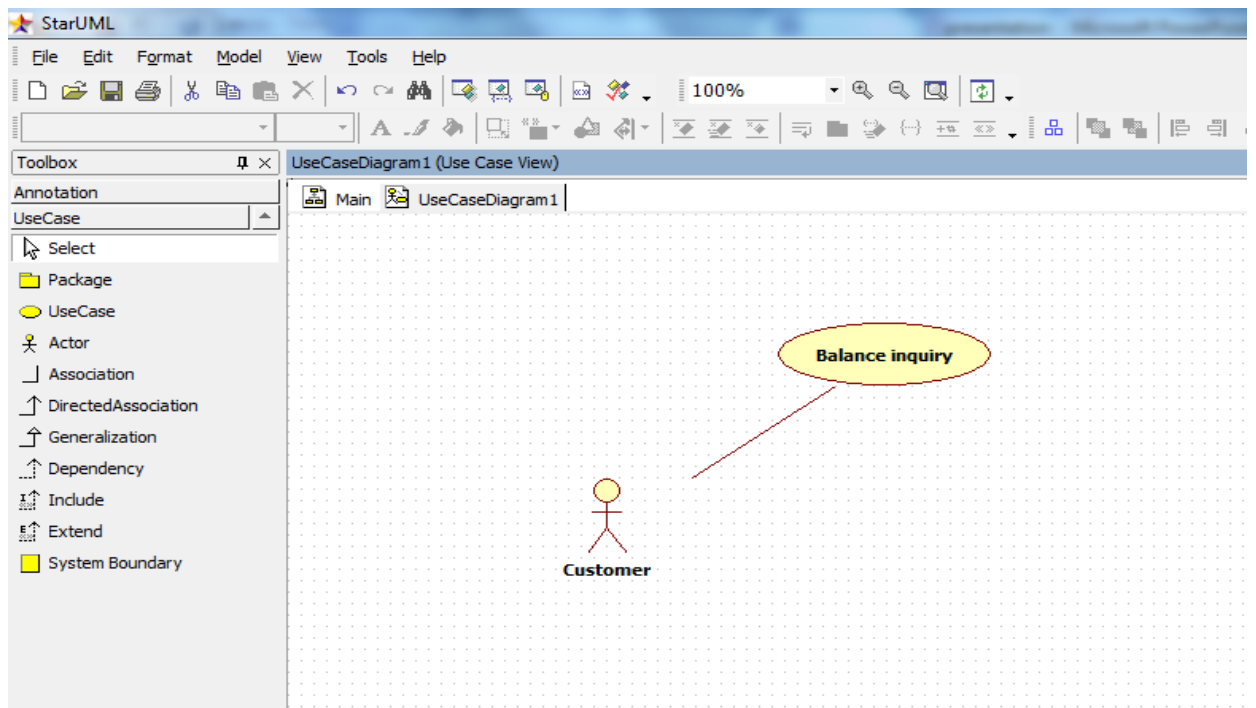 StarUML
File Edit Format Model View Tools Help
100%
Toolbox
UseCaseDiagram1 (Use Case View)
Annotation
Main UseCaseDiagram1
UseCase
Select
Package
UseCase
Actor
Association
DirectedAssociation
Generalization
Dependency
Include
Extend
System Boundary
Balance inquiry
Customer